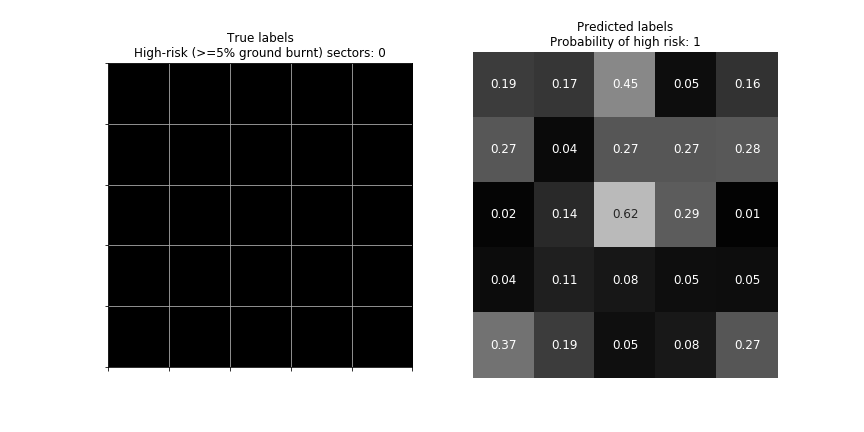 True labels
High-risk (>=5% ground burnt) sectors: 0
Predicted labels
Probability of high risk: 1
0.19 0.17 0.45 0.05 0.16
0.27 0.04 0.27 0.27 0.28
0.02 0.14 0.62 0.29 0.01
0.04 0.11 0.08 0.05 0.05
0.37 0.19 0.05 0.08 0.27